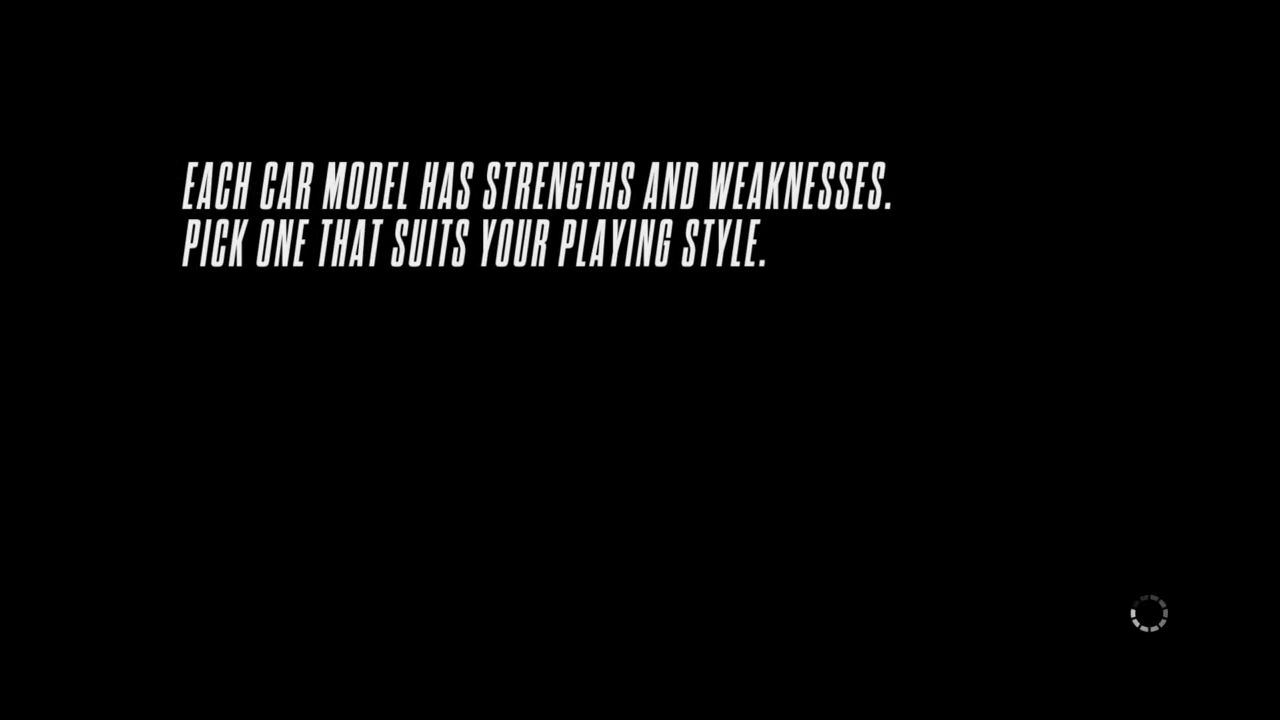 EACH CAR MODEL HAS STRENGTHS AND WEAKNESSES.
PICK ONE THAT SUITS YOUR PLAYING STYLE.